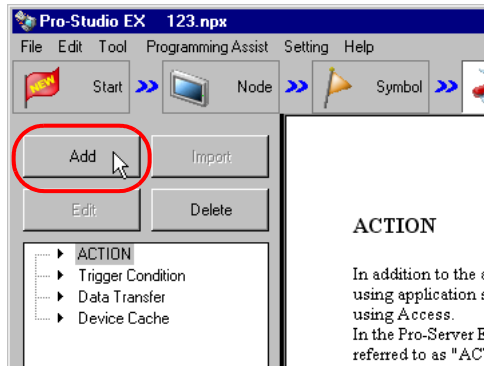 Pro-Studio EX 123.npx
File Edit Tool Programming Assist Setting Help
NEW Start Node Symbol
Add Import
Edit Delete
ACTION
Trigger Condition
Data Transfer
Device Cache
ACTION
In addition to the a
using application s
using Access.
In the Pro-Server E
referred to as "AC